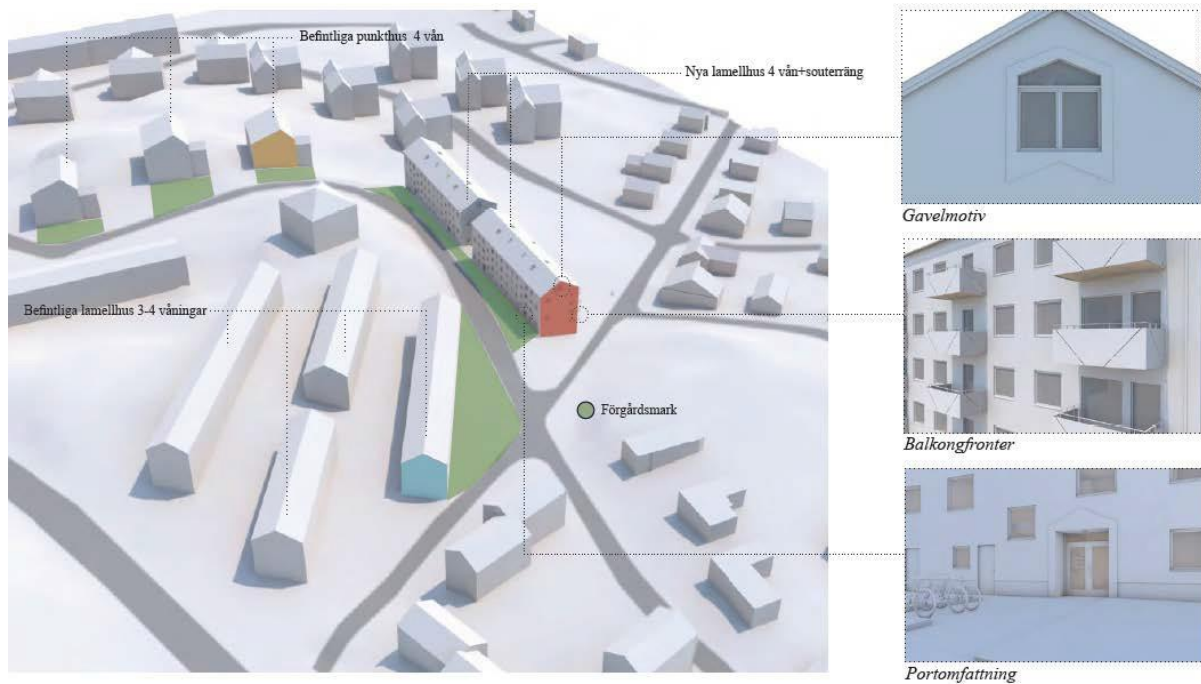 Befintliga punkthus 4 vån
Nya lamellhus 4 vån+souterräng
Gavelmotiv
Befintliga lamellhus 3-4 våningar
Förgårdsmark
Balkongfronter
Portomfattning